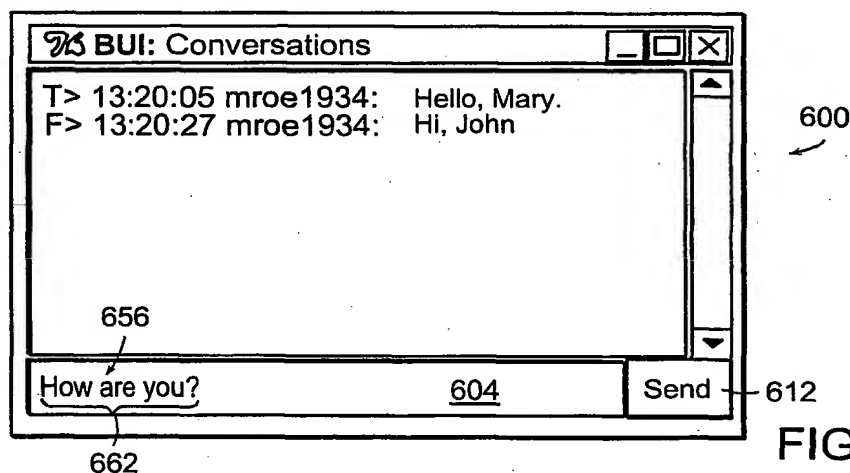 BUI: Conversations
T> 13:20:05 mroe1934: Hello, Mary.
F> 13:20:27 mroe1934: Hi, John
600
656
How are you?
604
Send
612
662
FIG